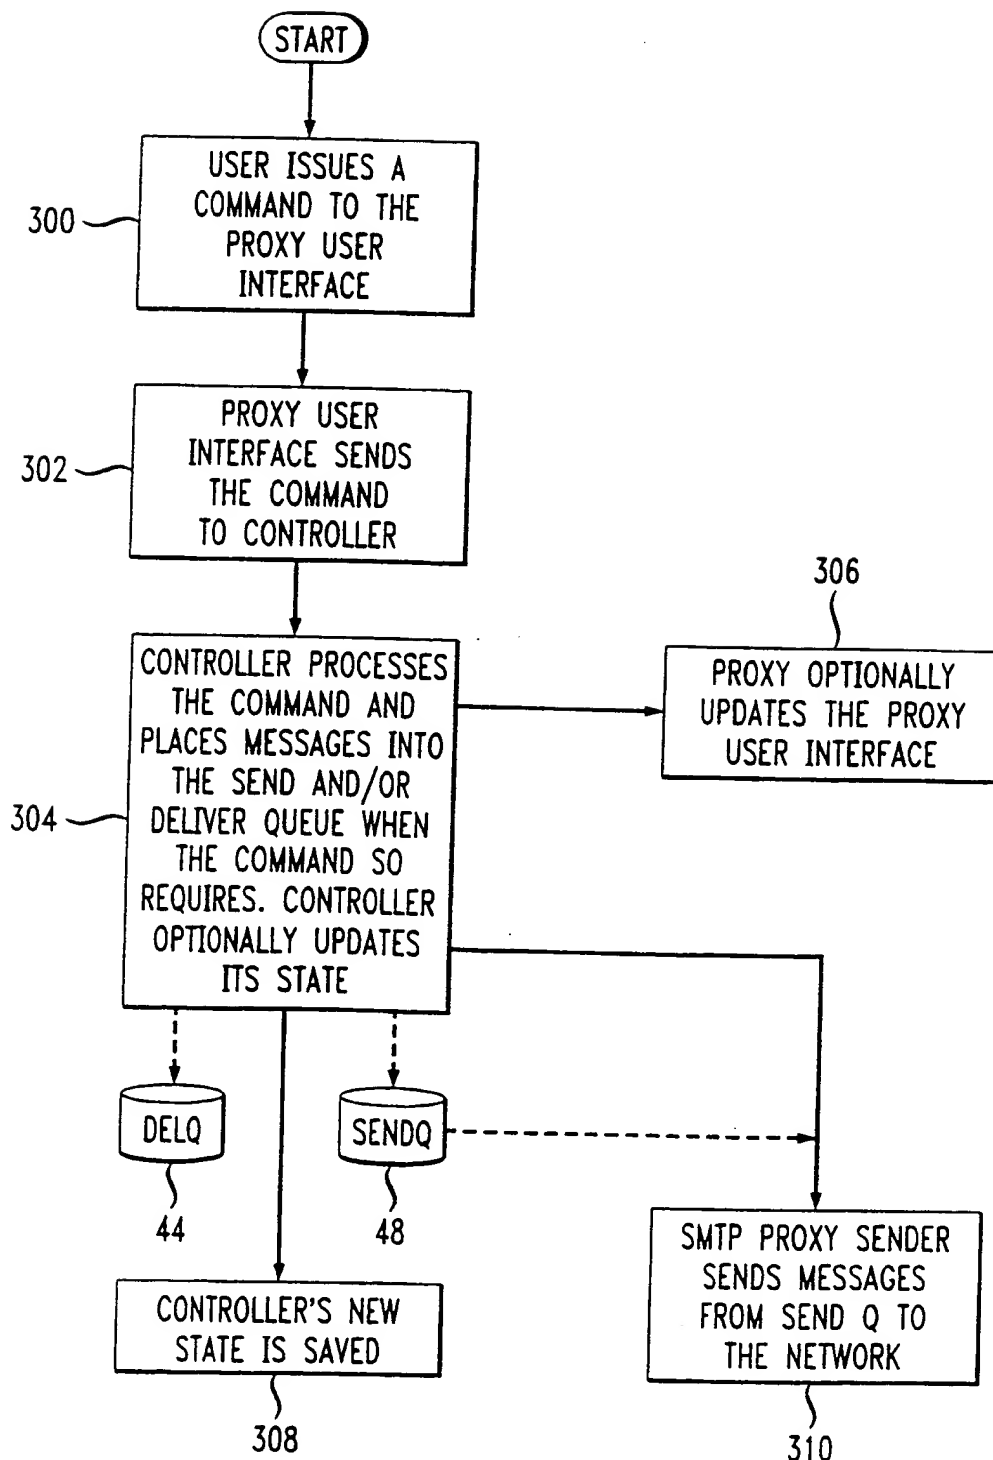 START
USER ISSUES A
COMMAND TO THE
PROXY USER
INTERFACE
300
PROXY USER
INTERFACE SENDS
THE COMMAND
TO CONTROLLER
302
306
PROXY OPTIONALLY
UPDATES THE PROXY
USER INTERFACE
CONTROLLER PROCESSES
THE COMMAND AND
PLACES MESSAGES INTO
THE SEND AND/OR
DELIVER QUEUE WHEN
THE COMMAND SO
REQUIRES. CONTROLLER
OPTIONALLY UPDATES
ITS STATE
304
DELQ
SENDQ
44
48
SMTP PROXY SENDER
SENDS MESSAGES
FROM SEND Q TO
THE NETWORK
CONTROLLER'S NEW
STATE IS SAVED
308
310